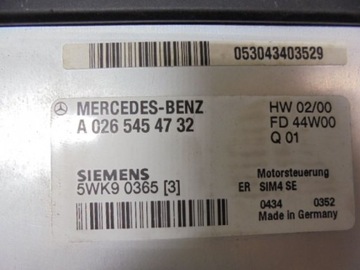 053043403529
MERCEDES-BENZ
A 026 545 47 32
HW 02/00
FD 44W00
Q 01
SIEMENS
5WK9 0365 [3]
Motorsteuerung
ER SIM4 SE
0434 0352
Made in Germany